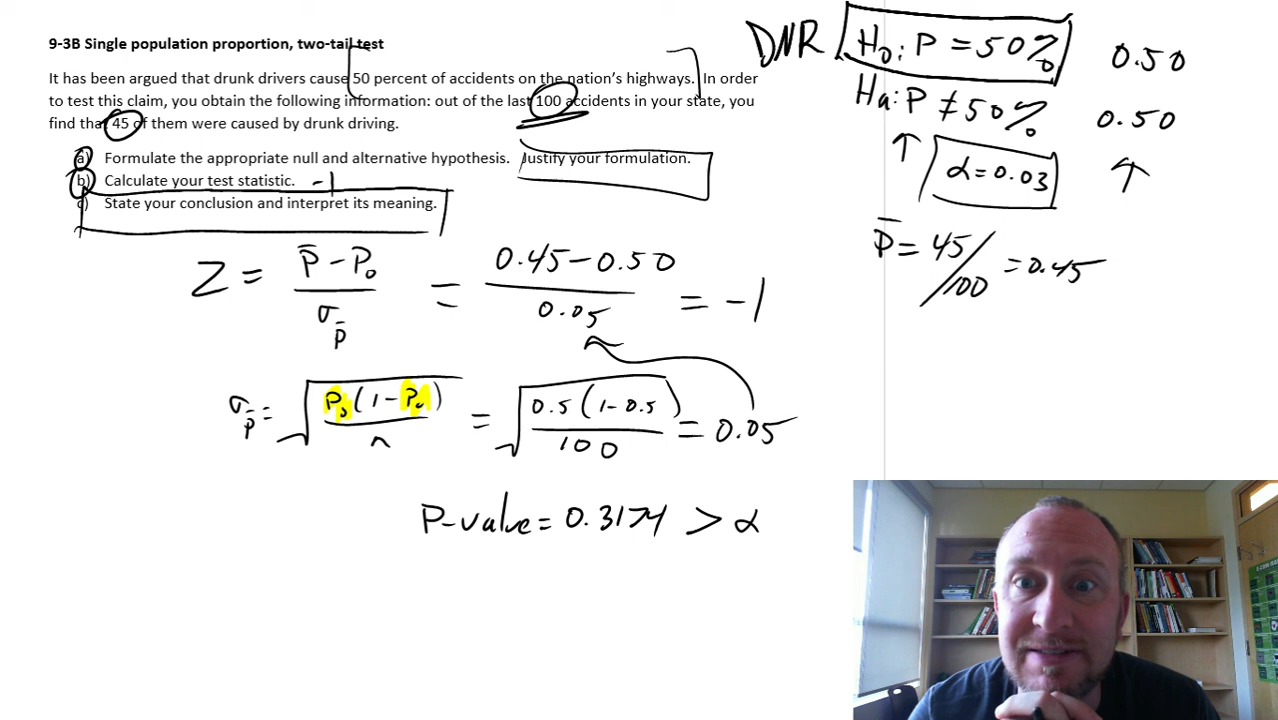 9-3B Single population proportion, two-tail test
It has been argued that drunk drivers cause 50 percent of accidents on the nation's highways. In order
to test this claim, you obtain the following information: out of the last 100 accidents in your state, you
find that 45 of them were caused by drunk driving.
a) Formulate the appropriate null and alternative hypothesis. Justify your formulation.
b) Calculate your test statistic. -1
c) State your conclusion and interpret its meaning.
DNR H₀: P = 50% 0.50
Ha: P ≠ 50% 0.50
↑ α = 0.03 ↑
p̄ = 45/100 = 0.45
Z = (p̄ - P₀) / σp̄ = (0.45 - 0.50) / 0.05 = -1
σp̄ = √(P₀(1 - P₀) / n) = √(0.5(1 - 0.5) / 100) = 0.05
P-value = 0.3174 > α